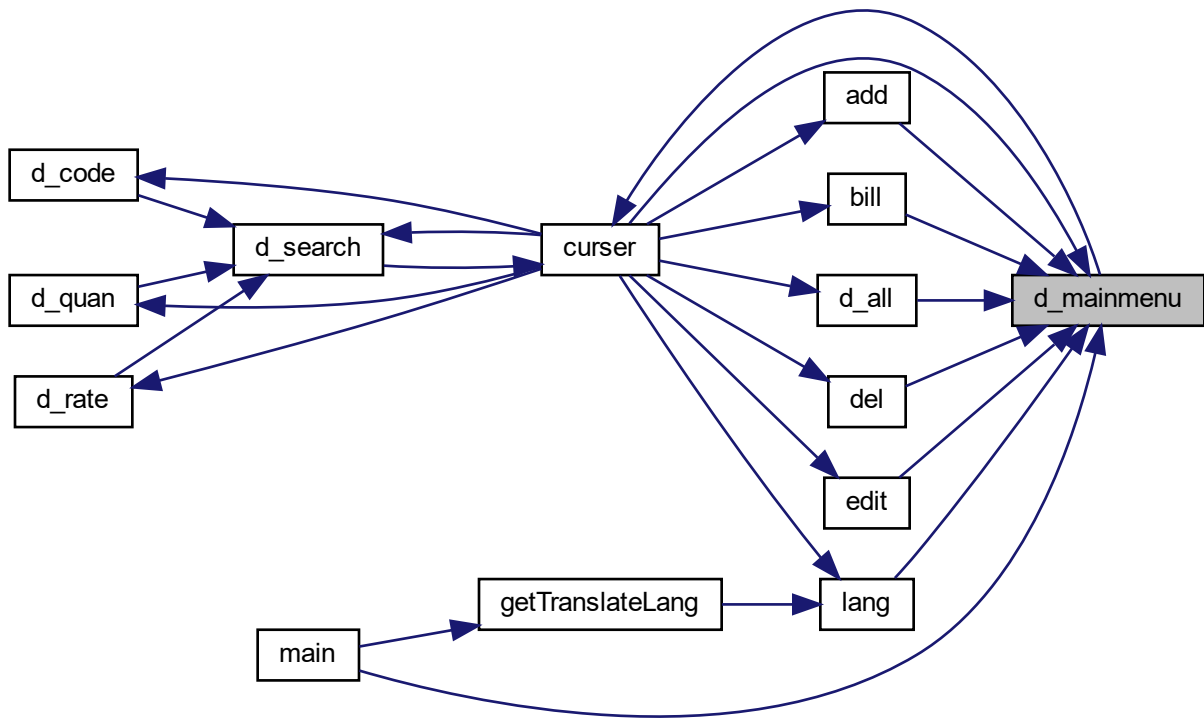 add
d_code
bill
d_search
curser
d_quan
d_all
d_mainmenu
d_rate
del
edit
getTranslateLang
lang
main